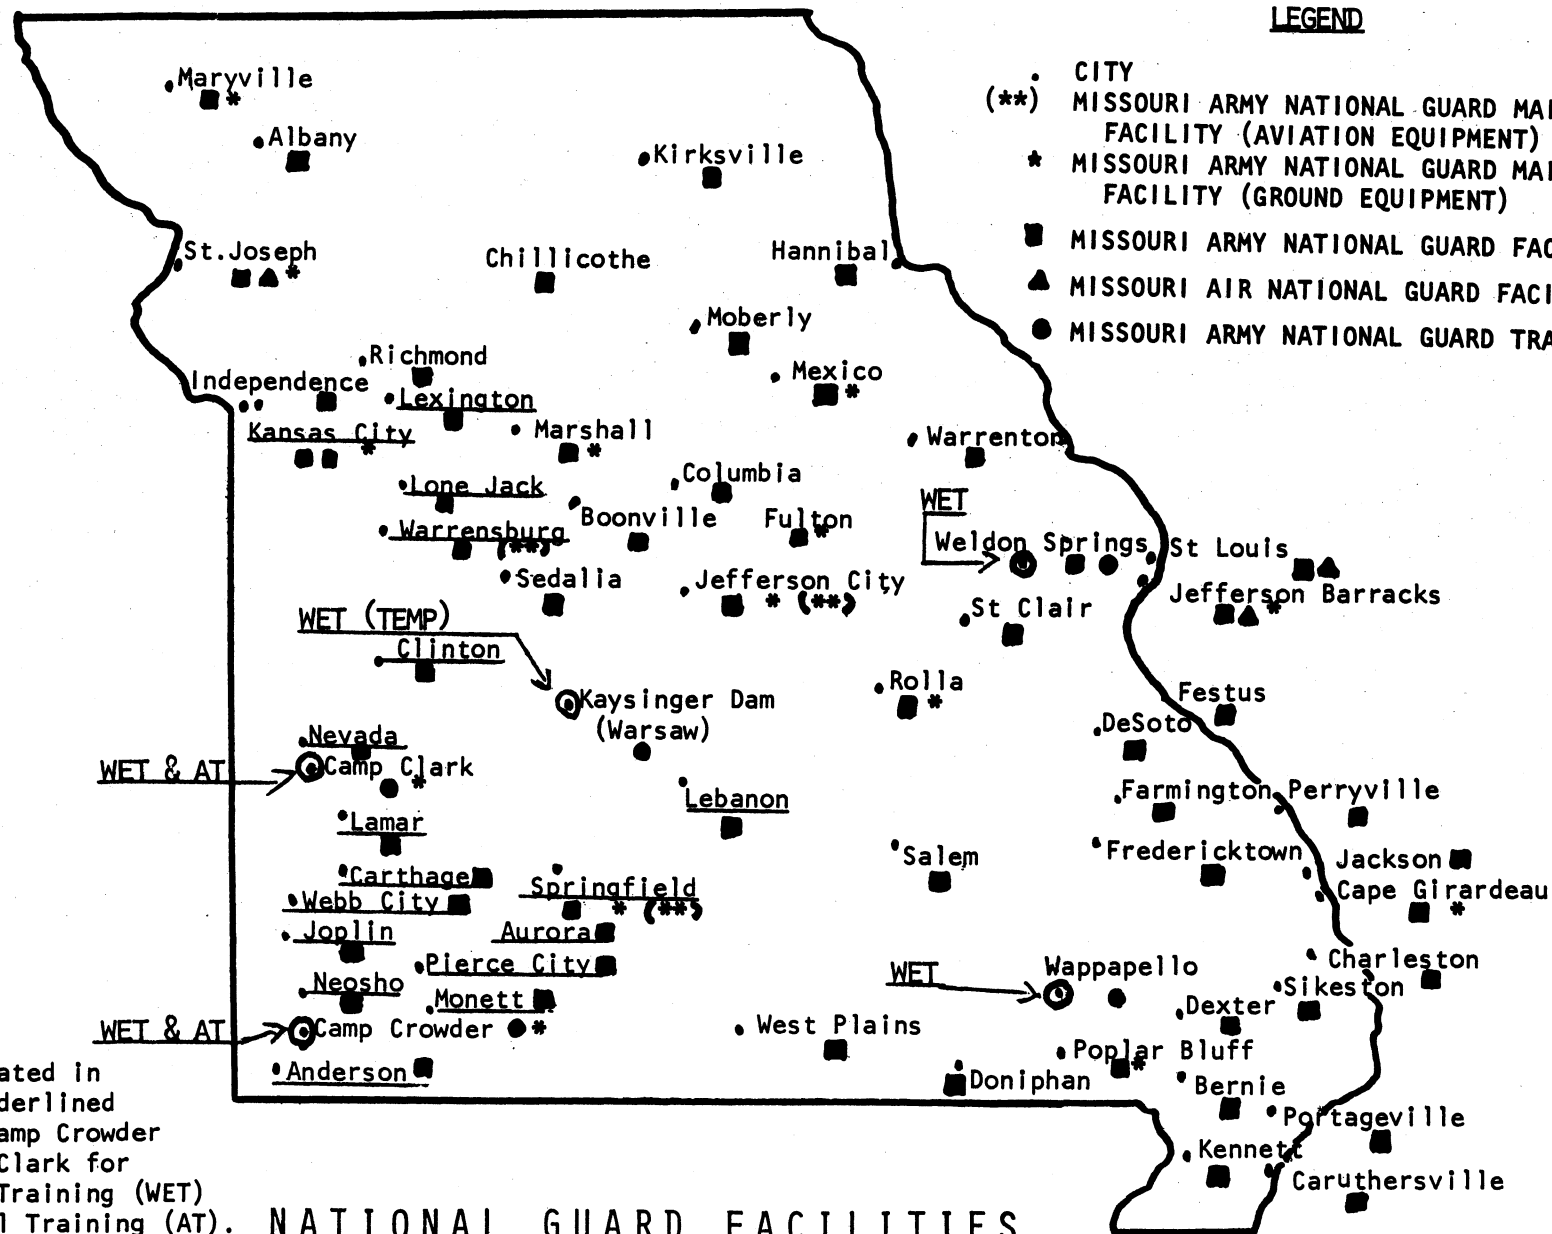 LEGEND
. CITY
(**) MISSOURI ARMY NATIONAL GUARD
FACILITY (AVIATION EQUIPMENT)
* MISSOURI ARMY NATIONAL GUARD
FACILITY (GROUND EQUIPMENT)
MISSOURI ARMY NATIONAL GUARD
MISSOURI AIR NATIONAL GUARD
MISSOURI ARMY NATIONAL GUARD
Maryville
*
Albany
Kirksville
St.Joseph
*
Chillicothe
Hannibal
Moberly
Richmond
Mexico
*
Independence
Lexington
Kansas City
*
Marshall
*
Warrenton
Columbia
Lone Jack
WET
Boonville
Fulton
*
Warrensburg
(**)
Weldon Springs
St Louis
Sedalia
Jefferson City
* (**)
Jefferson Barracks
*
St Clair
WET (TEMP)
Clinton
Rolla
*
Festus
Kaysinger Dam
(Warsaw)
DeSoto
Nevada
WET & AT
Camp Clark
*
Farmington
Perryville
Lebanon
Lamar
Salem
Fredericktown
Jackson
Carthage
Springfield
* (**)
Cape Girardeau
*
Webb City
Joplin
Aurora
Pierce City
Charleston
Neosho
Monett
WET
Wappapello
Sikeston
Dexter
WET & AT
Camp Crowder
*
West Plains
Poplar Bluff
*
Anderson
Doniphan
Bernie
Portageville
Kennett
Caruthersville
ated in
derlined
amp Crowder
Clark for
Training (WET)
l Training (AT).
NATIONAL GUARD FACILITIES